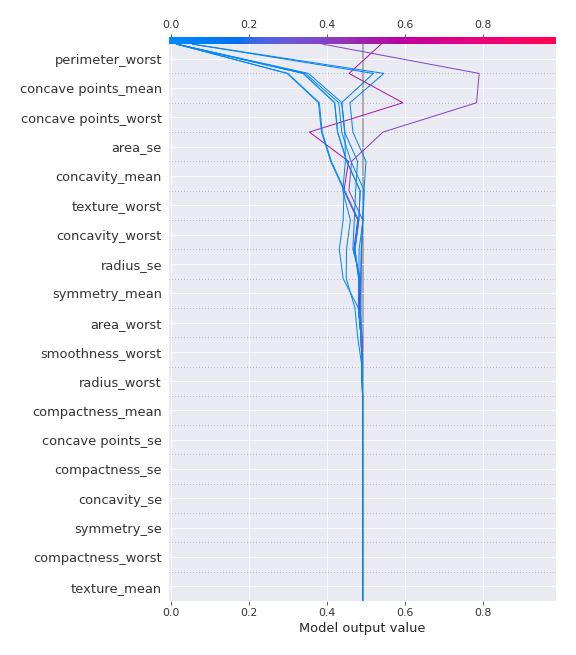 0.0 0.2 0.4 0.6 0.8
perimeter_worst
concave points_mean
concave points_worst
area_se
concavity_mean
texture_worst
concavity_worst
radius_se
symmetry_mean
area_worst
smoothness_worst
radius_worst
compactness_mean
concave points_se
compactness_se
concavity_se
symmetry_se
compactness_worst
texture_mean
0.0 0.2 0.4 0.6 0.8
Model output value